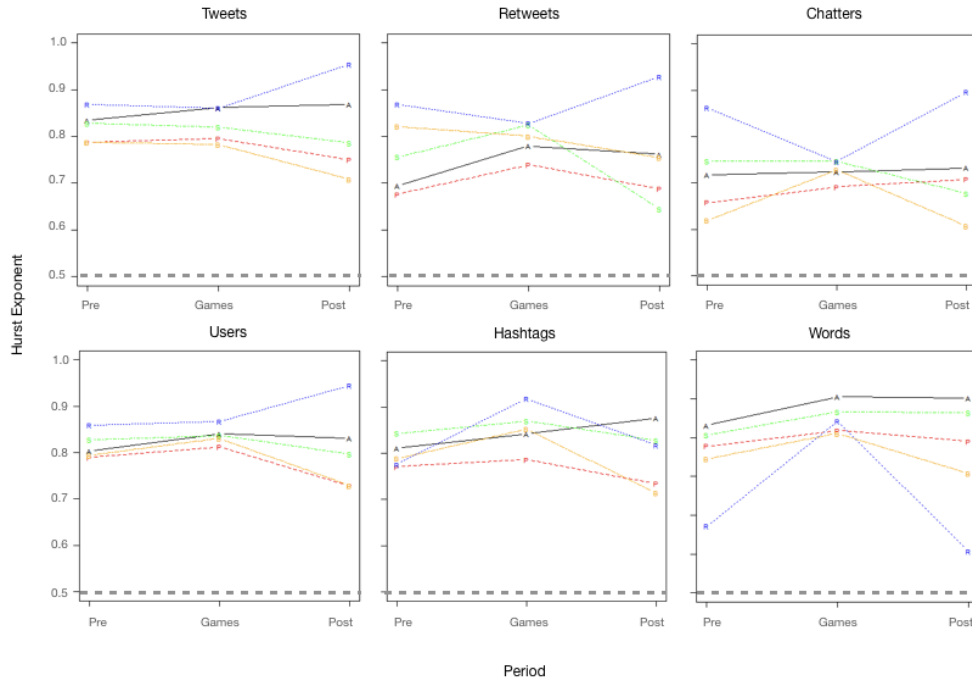 Tweets
Retweets
Chatters
1.0
0.9
0.8
0.7
0.6
0.5
Pre
Games
Post
Pre
Games
Post
Pre
Games
Post
Hurst Exponent
Users
Hashtags
Words
1.0
0.9
0.8
0.7
0.6
0.5
Pre
Games
Post
Pre
Games
Post
Pre
Games
Post
Period